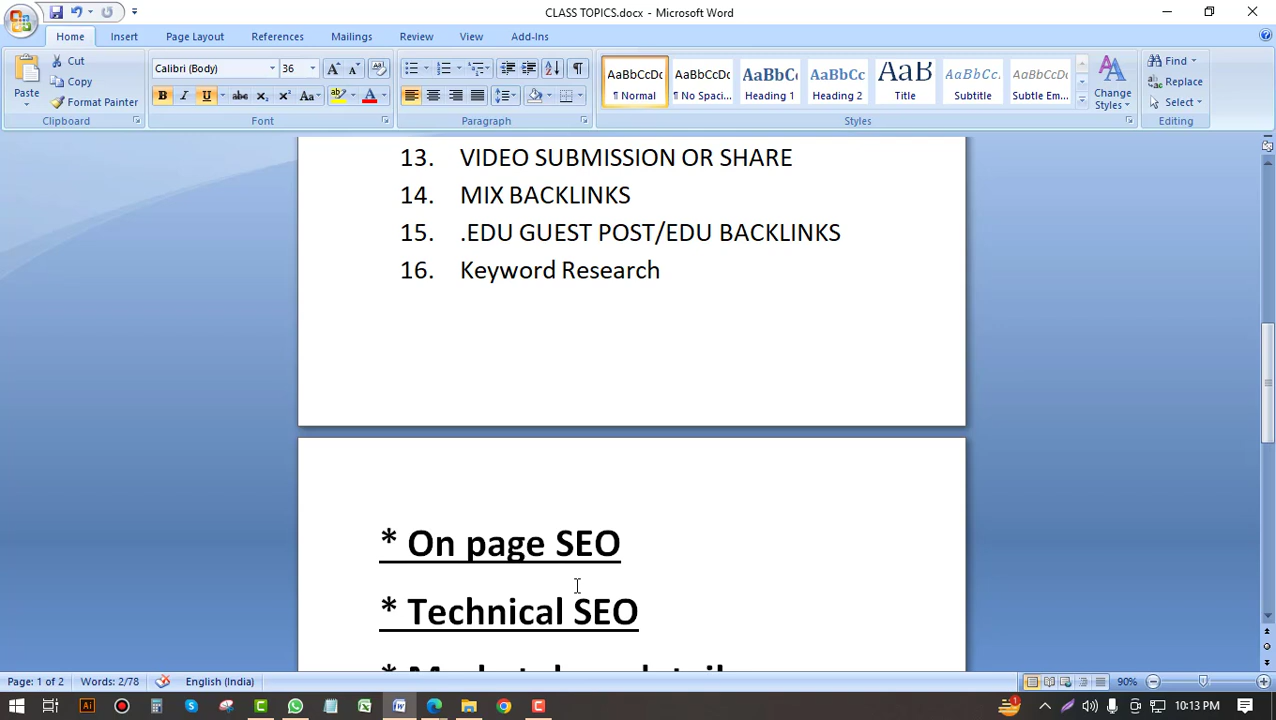 CLASS TOPICS.docx - Microsoft Word
Home Insert Page Layout References Mailings Review View Add-Ins
Paste
Cut
Copy
Format Painter
Clipboard
Calibri (Body) 36
Font
Paragraph
AaBbCcDc AaBbCcDc AaBbCc AaBbCc AaB AaBbCc. AaBbCcDc
¶ Normal ¶ No Spaci... Heading 1 Heading 2 Title Subtitle Subtle Em...
Change Styles
Styles
Find
Replace
Select
Editing
13. VIDEO SUBMISSION OR SHARE
14. MIX BACKLINKS
15. .EDU GUEST POST/EDU BACKLINKS
16. Keyword Research
* On page SEO
* Technical SEO
Page: 1 of 2 Words: 2/78 English (India) 90%
10:13 PM